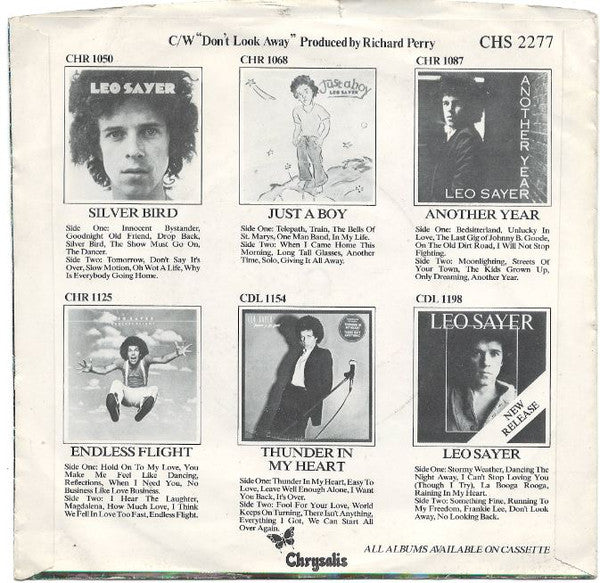 C/W "Don't Look Away" Produced by Richard Perry CHS 2277
CHR 1050
LEO SAYER
SILVER BIRD
Side One: Innocent Bystander,
Goodnight Old Friend, Drop Back,
Silver Bird, The Show Must Go On,
The Dancer.
Side Two: Tomorrow, Don't Say It's
Over, Slow Motion, Oh Wot A Life, Why
Is Everybody Going Home.
CHR 1068
Just a boy
LEO SAYER
JUST A BOY
Side One: Telepath, Train, The Bells Of
St. Marys, One Man Band, In My Life.
Side Two: When I Came Home This
Morning, Long Tall Glasses, Another
Time, Solo, Giving It All Away.
CHR 1087
ANOTHER YEAR
LEO SAYER
ANOTHER YEAR
Side One: Bedsitterland, Unlucky In
Love, The Last Gig of Johnny B. Goode,
On The Old Dirt Road, I Will Not Stop
Fighting.
Side Two: Moonlighting, Streets Of
Your Town, The Kids Grown Up,
Only Dreaming, Another Year.
CHR 1125
LEO SAYER
ENDLESS FLIGHT
ENDLESS FLIGHT
Side One: Hold On To My Love, You
Make Me Feel Like Dancing,
Reflections, When I Need You, No
Business Like Love Business.
Side Two: I Hear The Laughter,
Magdalena, How Much Love, I Think
We Fell In Love Too Fast, Endless Flight.
CDL 1154
LEO SAYER
THUNDER IN
MY HEART
Side One: Thunder In My Heart, Easy To
Love, Leave Well Enough Alone, I Want
You Back, It's Over.
Side Two: Fool For Your Love, World
Keeps On Turning, There Isn't Anything,
Everything I Got, We Can Start All
Over Again.
CDL 1198
LEO SAYER
NEW
RELEASE
LEO SAYER
Side One: Stormy Weather, Dancing The
Night Away, I Can't Stop Loving You
(Though I Try), La Booga Rooga,
Raining In My Heart.
Side Two: Something Fine, Running To
My Freedom, Frankie Lee, Don't Look
Away, No Looking Back.
Chrysalis
ALL ALBUMS AVAILABLE ON CASSETTE